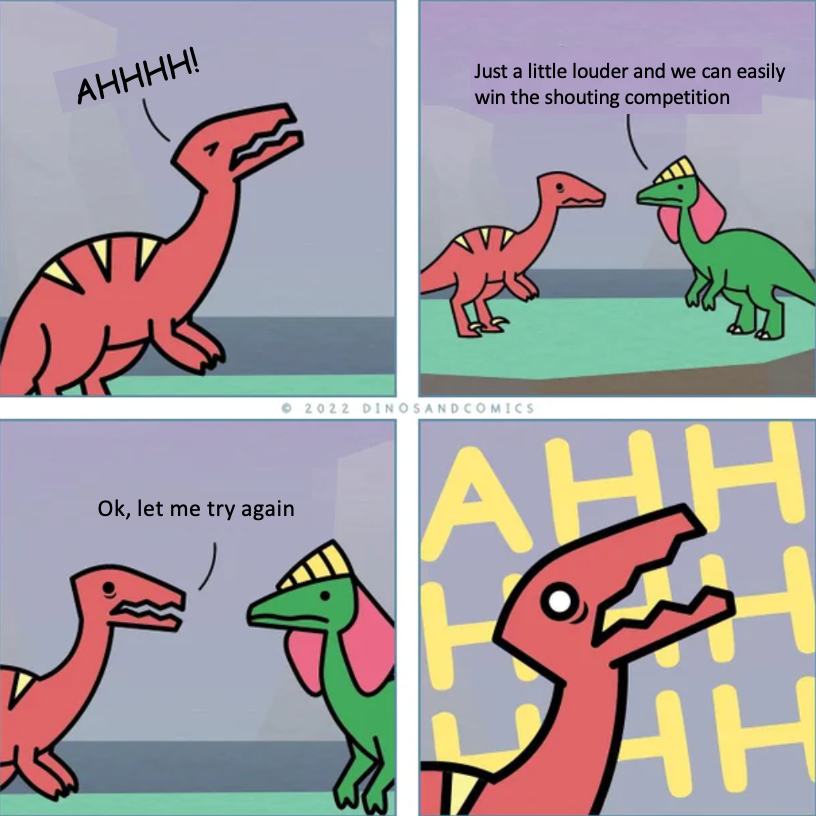 AHHHH!
Just a little louder and we can easily
win the shouting competition
© 2022 DINOSANDCOMICS
Ok, let me try again
AHH
HHH
HHH